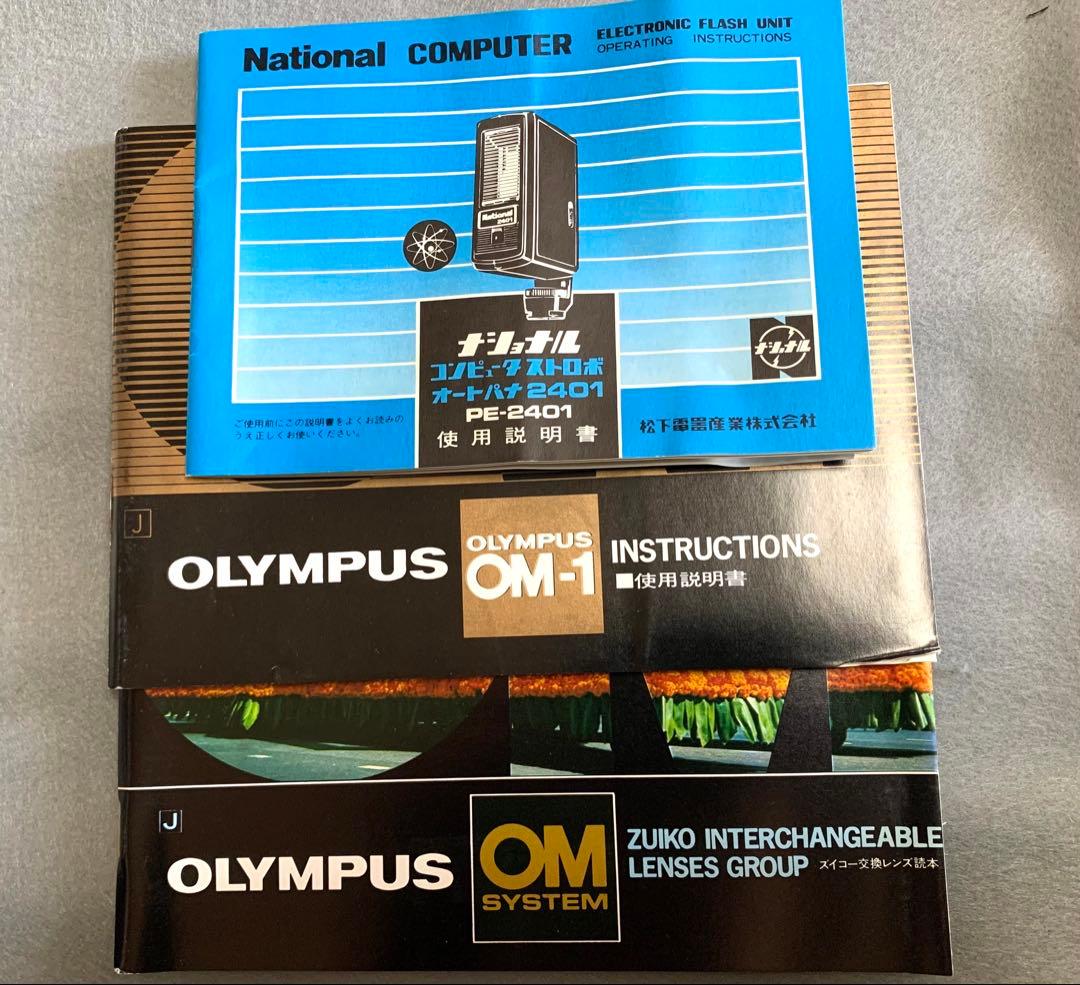 National COMPUTER
ELECTRONIC FLASH UNIT
OPERATING INSTRUCTIONS
National
2401
ナショナル
コンピュータストロボ
オートパナ2401
PE-2401
使用説明書
ナショナル
ご使用前にこの説明書をよくお読みの
うえ正しくお使いください。
松下電器産業株式会社
J
OLYMPUS
OLYMPUS
OM-1
INSTRUCTIONS
■使用説明書
J
OLYMPUS
OM
SYSTEM
ZUIKO INTERCHANGEABLE
LENSES GROUP ズイコー交換レンズ読本